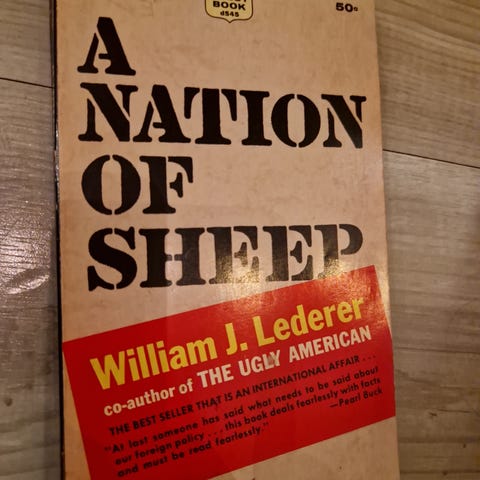 BOOK
d545
50¢
A
NATION
OF
SHEEP
William J. Lederer
co-author of THE UGLY AMERICAN
THE BEST SELLER THAT IS AN INTERNATIONAL AFFAIR . . .
"At last someone has said what needs to be said about
our foreign policy . . . this book deals fearlessly with facts
and must be read fearlessly."
—Pearl Buck